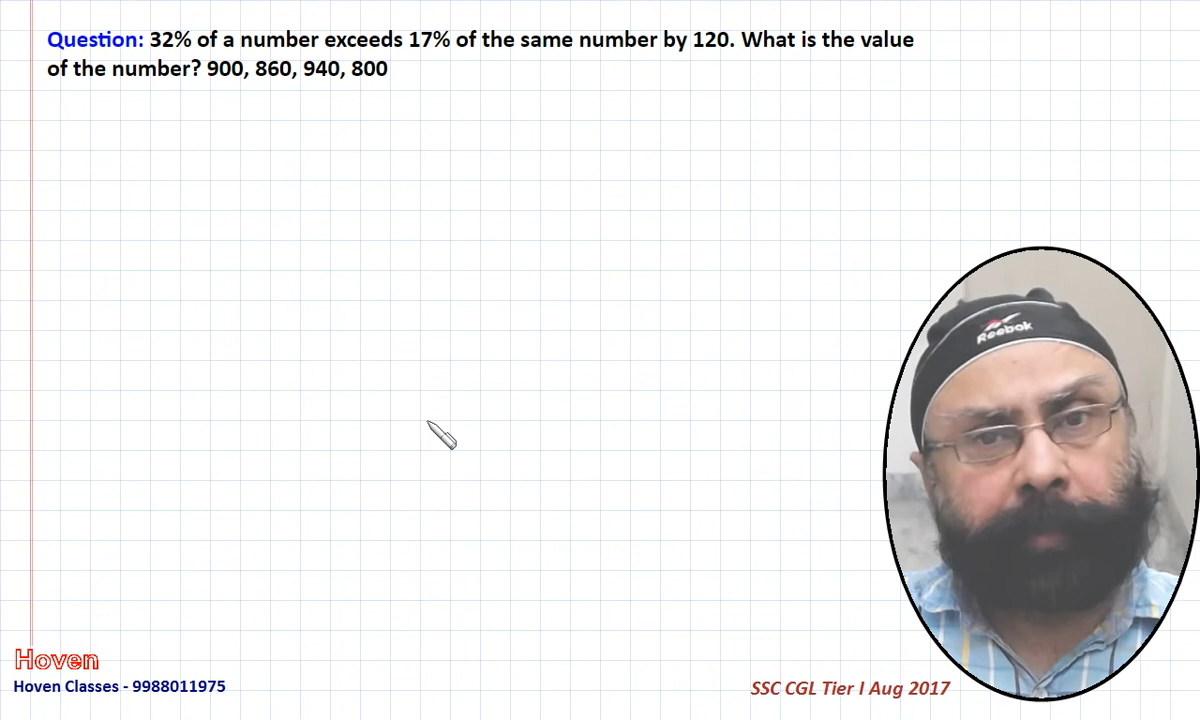 Question: 32% of a number exceeds 17% of the same number by 120. What is the value
of the number? 900, 860, 940, 800
Reebok
Hoven
Hoven Classes - 9988011975
SSC CGL Tier I Aug 2017